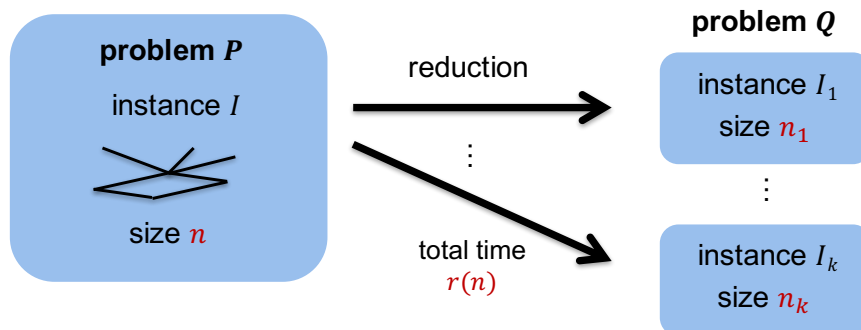 problem P
instance I
size n
reduction
⋮
total time
r(n)
problem Q
instance I₁
size n₁
⋮
instance Iₖ
size nₖ